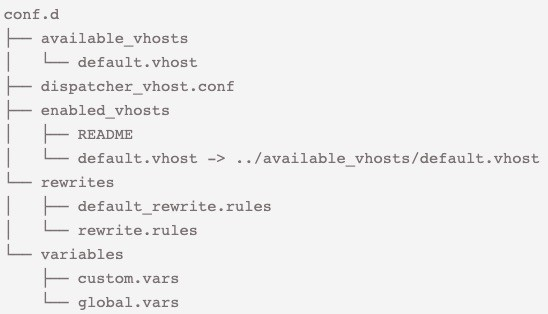 conf.d
├── available_vhosts
│   └── default.vhost
├── dispatcher_vhost.conf
├── enabled_vhosts
│   ├── README
│   └── default.vhost -> ../available_vhosts/default.vhost
└── rewrites
│   ├── default_rewrite.rules
│   └── rewrite.rules
└── variables
    ├── custom.vars
    └── global.vars